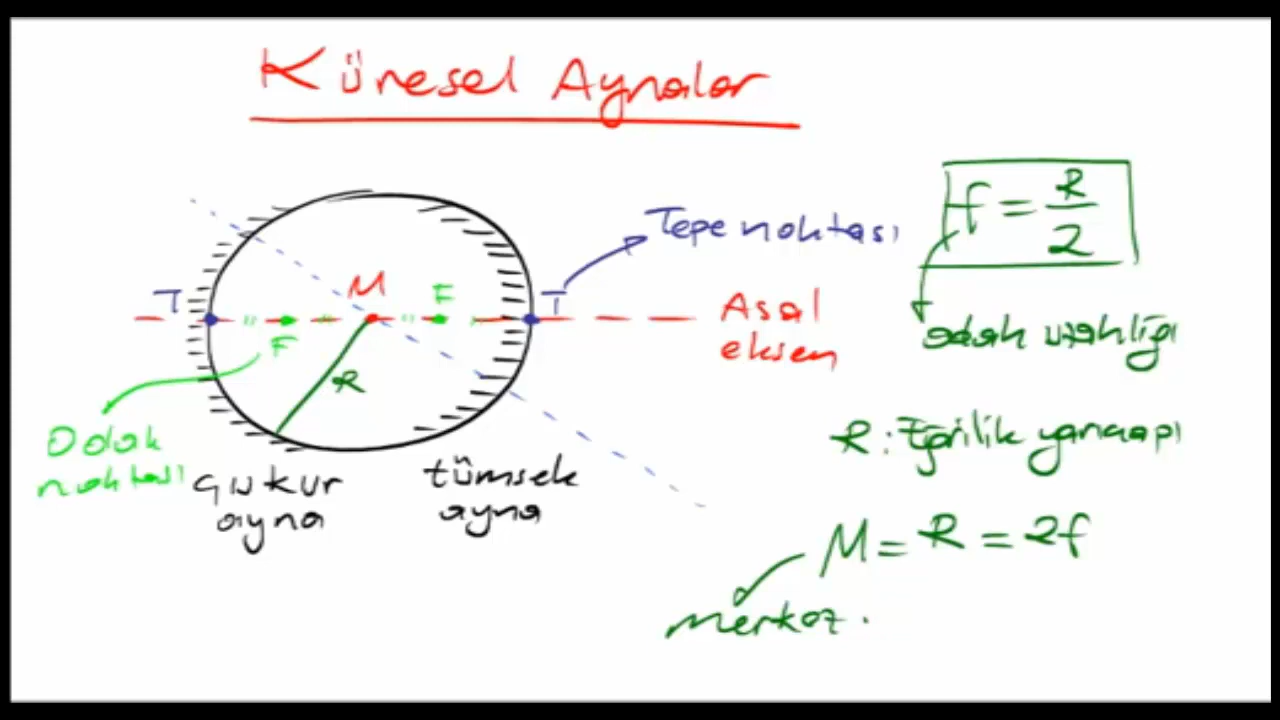 Küresel Aynalar
f = R/2
Tepe noktası
T
M
F
T
Asal
eksen
odak uzaklığı
F
R
Odak
noktası
çukur
ayna
tümsek
ayna
R: Eğrilik yarıçapı
M = R = 2f
merkez.